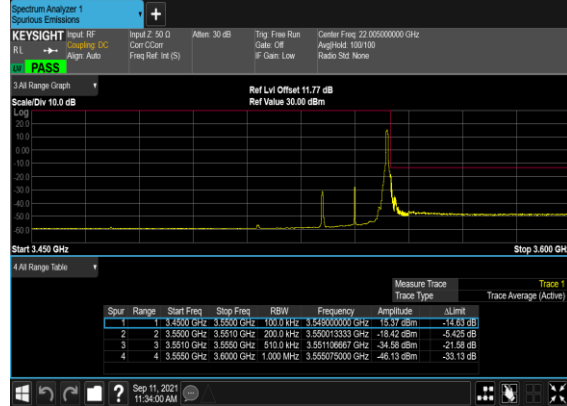 Spectrum Analyzer 1
Spurious Emissions
KEYSIGHT Input: RF Input Z: 50 Ω Atten: 30 dB Trig: Free Run Center Freq: 22.005000000 GHz
RL Coupling: DC Corr CCorr Gate: Off Avg|Hold: 100/100
Align: Auto Freq Ref: Int (S) IF Gain: Low Radio Std: None
PASS
3 All Range Graph
Ref Lvl Offset 11.77 dB
Scale/Div 10.0 dB Ref Value 30.00 dBm
Log
20.0
10.0
0.00
-10.0
-20.0
-30.0
-40.0
-50.0
-60.0
Start 3.450 GHz Stop 3.600 GHz
4 All Range Table
Measure Trace Trace 1
Trace Type Trace Average (Active)
Spur Range Start Freq Stop Freq RBW Frequency Amplitude ΔLimit
1 1 3.4500 GHz 3.5500 GHz 100.0 kHz 3.549000000 GHz 15.37 dBm -14.63 dB
2 2 3.5500 GHz 3.5510 GHz 200.0 kHz 3.550013333 GHz -18.42 dBm -5.425 dB
3 3 3.5510 GHz 3.5550 GHz 510.0 kHz 3.551106667 GHz -34.58 dBm -21.58 dB
4 4 3.5550 GHz 3.6000 GHz 1.000 MHz 3.555075000 GHz -46.13 dBm -33.13 dB
Sep 11, 2021
11:34:00 AM